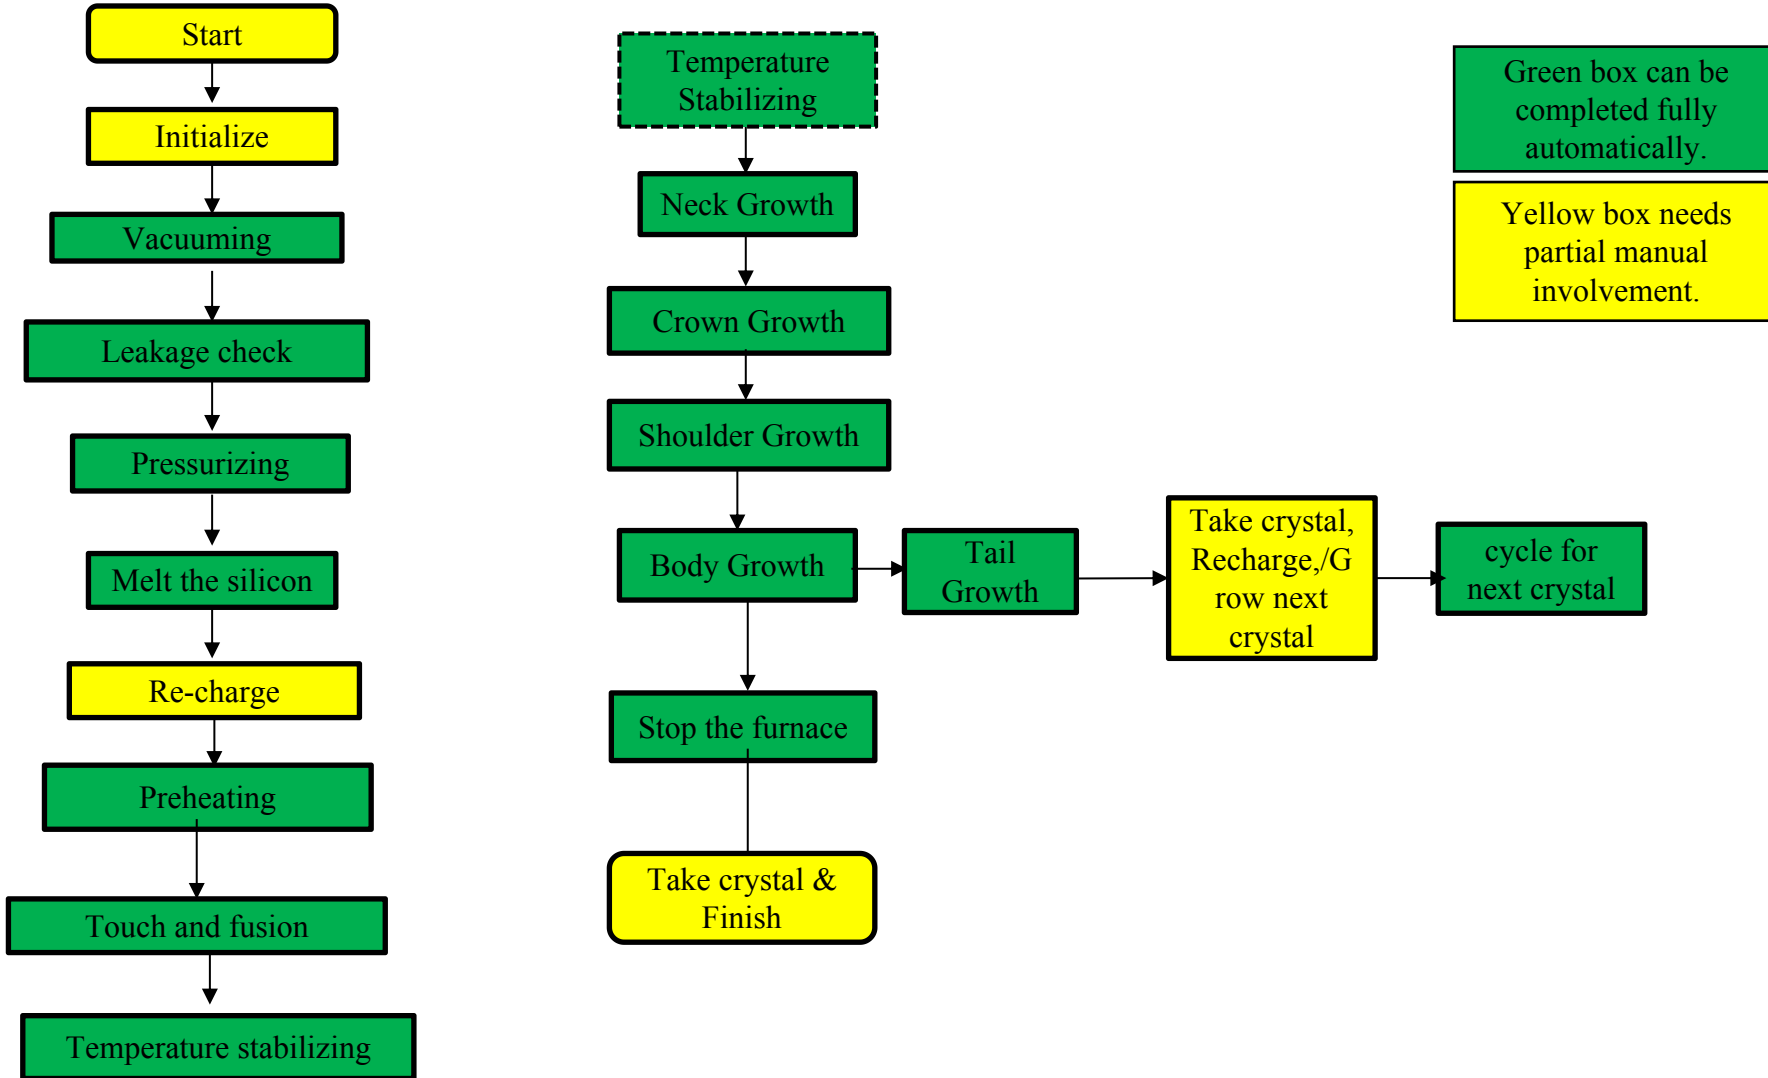 Start
Initialize
Vacuuming
Leakage check
Pressurizing
Melt the silicon
Re-charge
Preheating
Touch and fusion
Temperature stabilizing
Temperature
Stabilizing
Neck Growth
Crown Growth
Shoulder Growth
Body Growth
Tail
Growth
Take crystal,
Recharge,/G
row next
crystal
cycle for
next crystal
Stop the furnace
Take crystal &
Finish
Green box can be
completed fully
automatically.
Yellow box needs
partial manual
involvement.